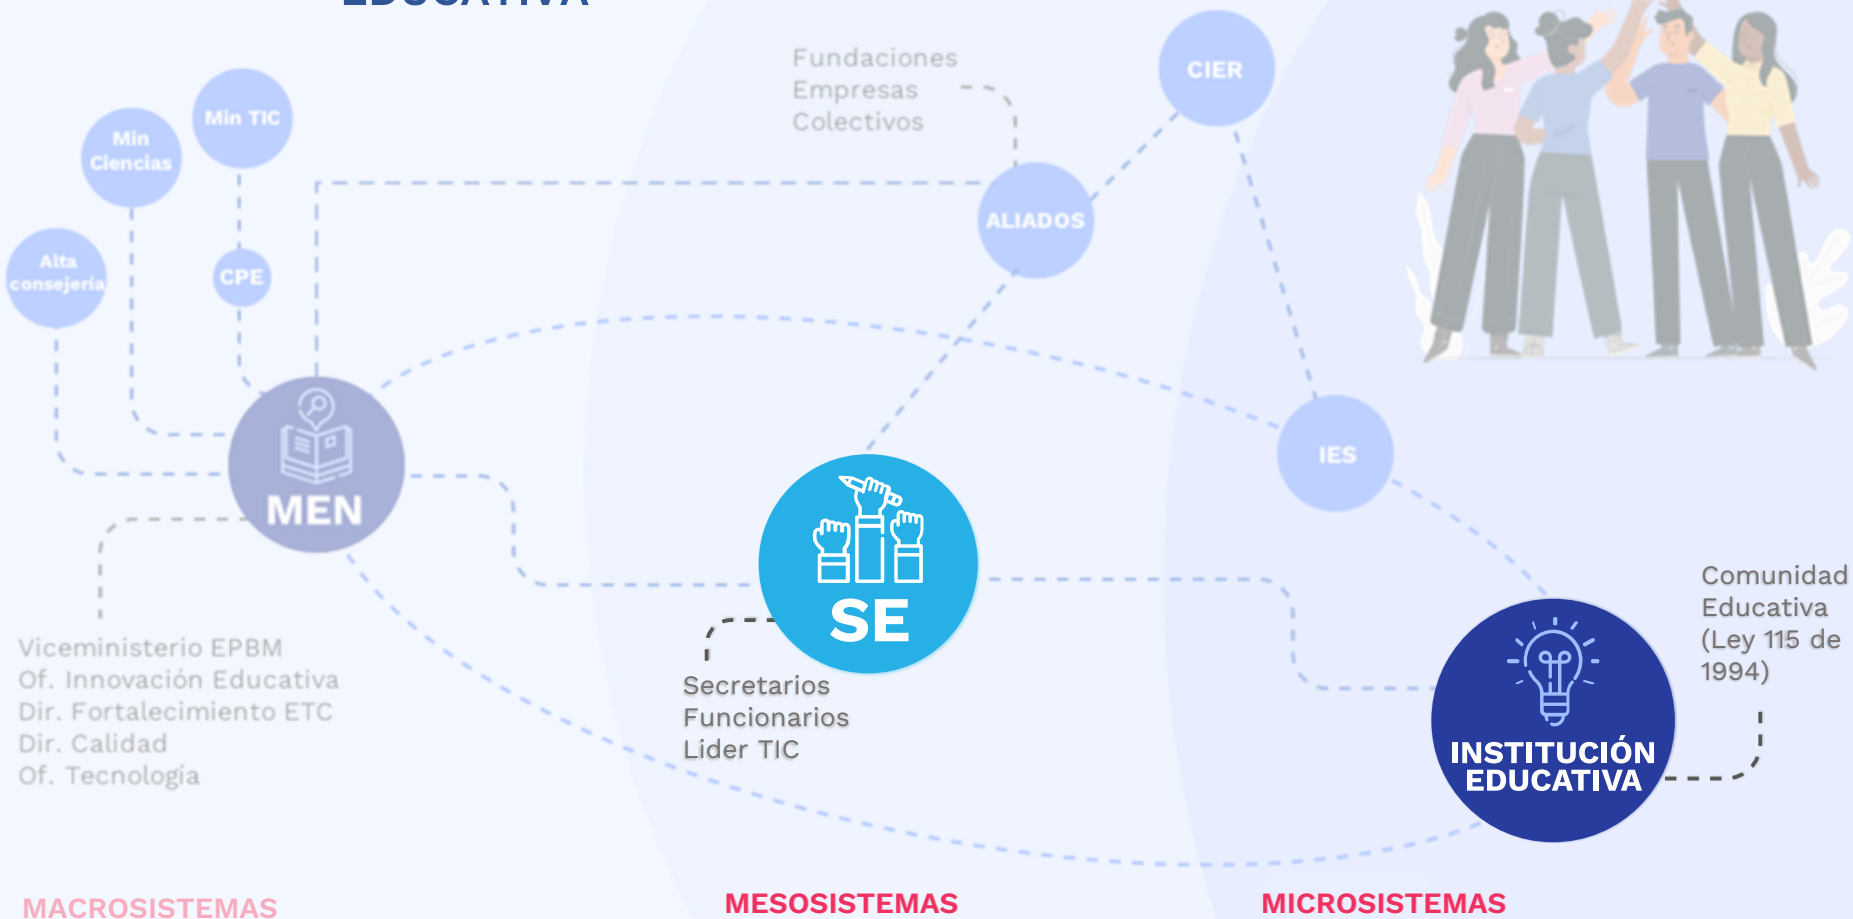 EDUCATIVA
Fundaciones
Empresas
Colectivos
CIER
Min TIC
Min
Ciencias
ALIADOS
Alta
consejería
CPE
IES
MEN
SE
Viceministerio EPBM
Of. Innovación Educativa
Dir. Fortalecimiento ETC
Dir. Calidad
Of. Tecnología
Secretarios
Funcionarios
Lider TIC
Comunidad
Educativa
(Ley 115 de
1994)
INSTITUCIÓN
EDUCATIVA
MACROSISTEMAS
MESOSISTEMAS
MICROSISTEMAS